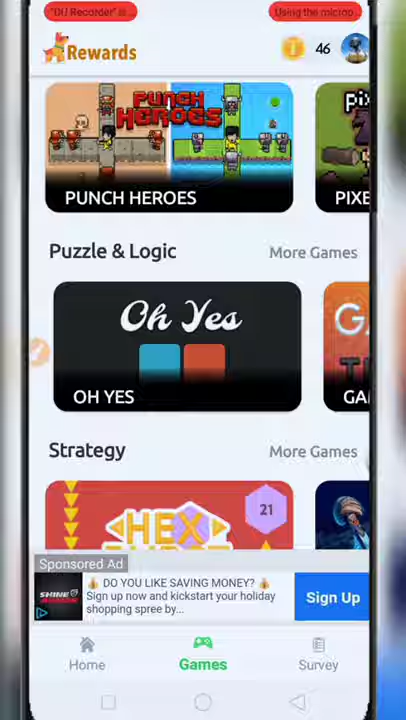 "DU Recorder" is
Using the microp
Rewards
46
PUNCH HEROES
PUNCH HEROES
PIXE
Puzzle & Logic
More Games
Oh Yes
OH YES
GA
Strategy
More Games
HEX
21
Sponsored Ad
DO YOU LIKE SAVING MONEY?
Sign up now and kickstart your holiday
shopping spree by...
Sign Up
Home
Games
Survey